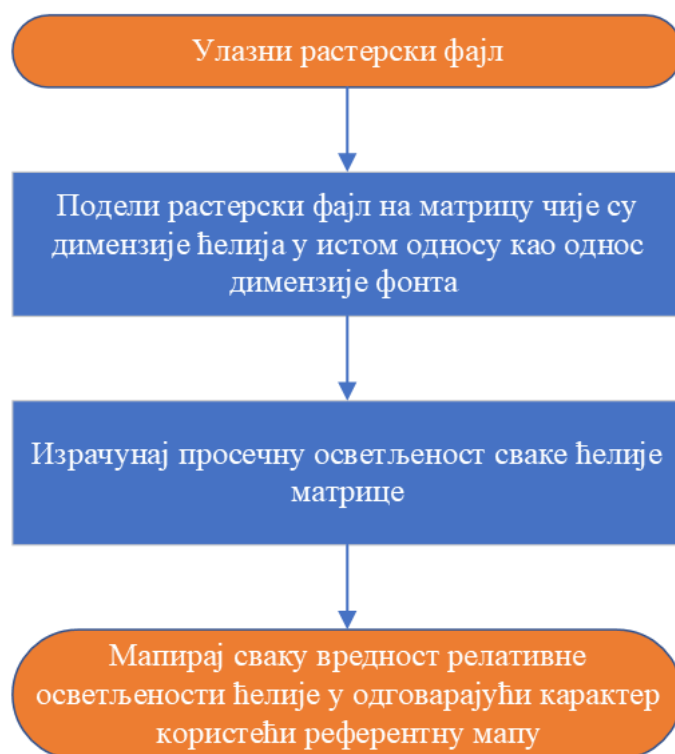 Улазни растерски фајл
Подели растерски фајл на матрицу чије су
димензије ћелија у истом односу као однос
димензије фонта
Израчунај просечну осветљеност сваке ћелије
матрице
Мапирај сваку вредност релативне
осветљености ћелије у одговарајући карактер
користећи референтну мапу